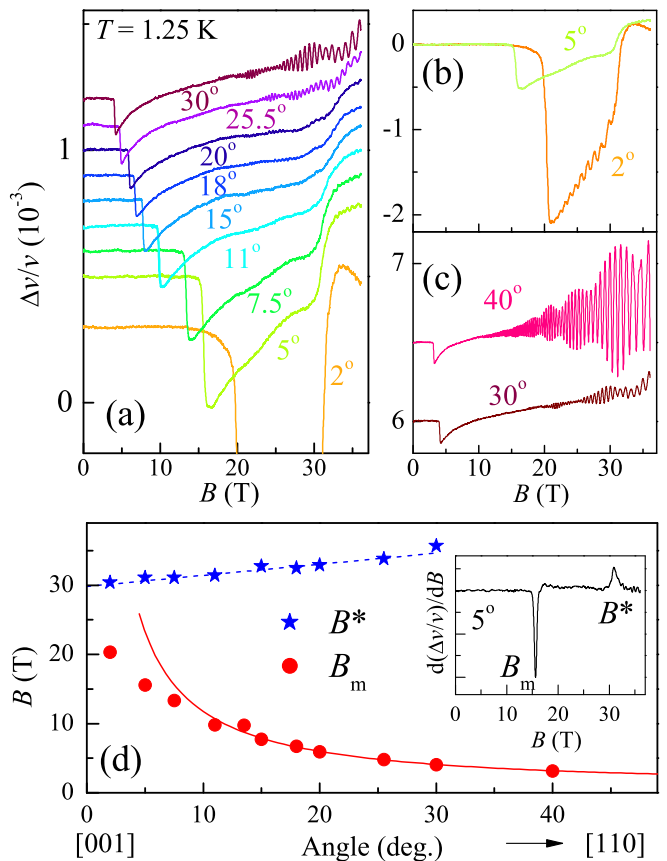 T = 1.25 K
30°
25.5°
20°
18°
15°
11°
7.5°
5°
2°
1
0
Δv/v (10⁻³)
(a)
0 10 20 30
B (T)
(b)
0
-1
-2
5°
2°
(c)
7
6
40°
30°
0 10 20 30
B (T)
(d)
B (T)
0
10
20
30
B*
Bₘ
0 10 20 30 40
[001] Angle (deg.) [110]
d(Δv/v)/dB
5°
Bₘ
B*
0 10 20 30
B (T)